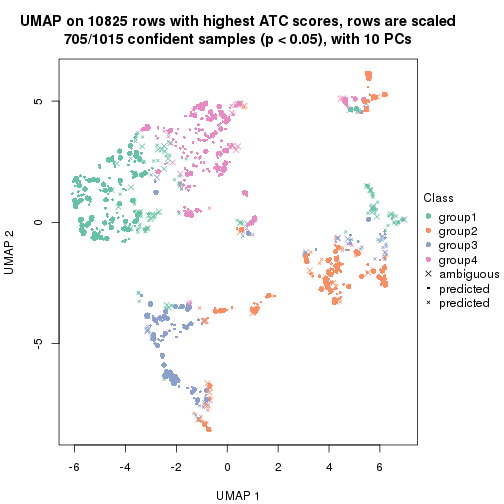 UMAP on 10825 rows with highest ATC scores, rows are scaled
705/1015 confident samples (p < 0.05), with 10 PCs
5
0
-5
UMAP 2
-6
-4
-2
0
2
4
6
UMAP 1
Class
group1
group2
group3
group4
ambiguous
predicted
predicted